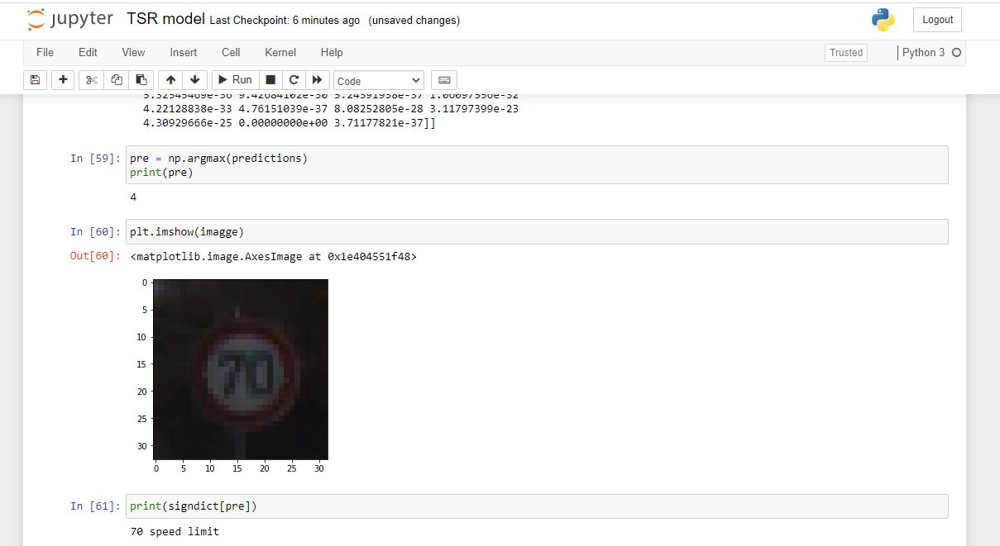 jupyter TSR model Last Checkpoint: 6 minutes ago (unsaved changes) Logout
File Edit View Insert Cell Kernel Help Trusted Python 3
Run Code
4.22128838e-33 4.76151039e-37 8.08252805e-28 3.11797399e-23
4.30929666e-25 0.00000000e+00 3.71177821e-37]]
In [59]: pre = np.argmax(predictions)
print(pre)
4
In [60]: plt.imshow(imagge)
Out[60]: <matplotlib.image.AxesImage at 0x1e404551f48>
0
5
10
15
70
20
25
30
0 5 10 15 20 25 30
In [61]: print(signdict[pre])
70 speed limit